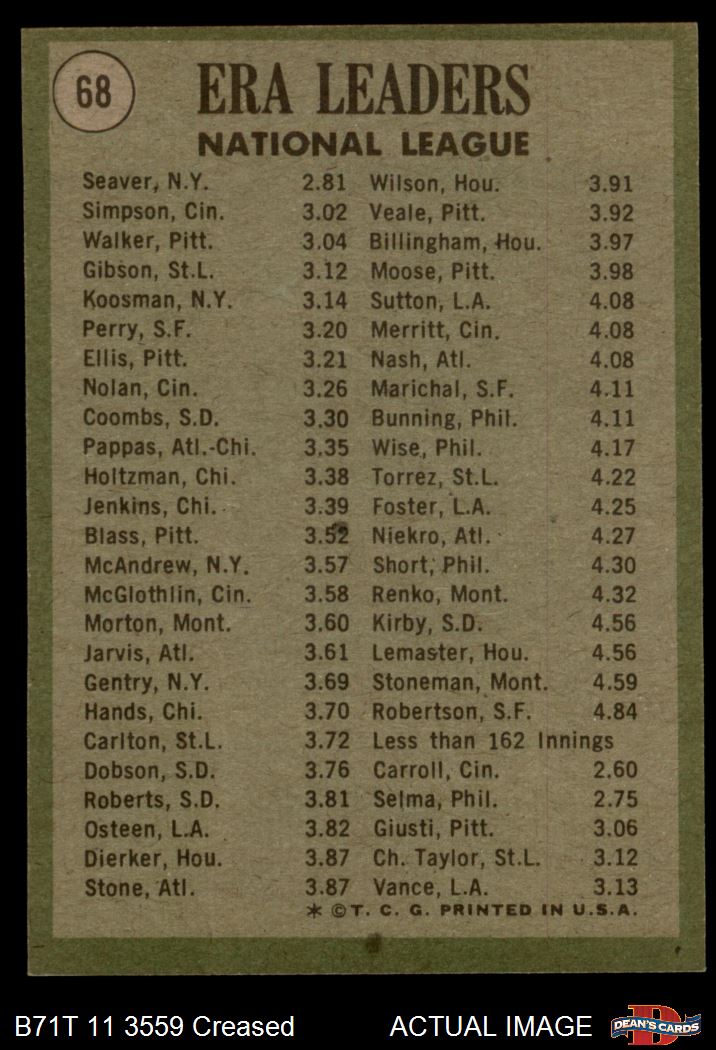 68
ERA LEADERS
NATIONAL LEAGUE
Seaver, N.Y. 2.81
Simpson, Cin. 3.02
Walker, Pitt. 3.04
Gibson, St.L. 3.12
Koosman, N.Y. 3.14
Perry, S.F. 3.20
Ellis, Pitt. 3.21
Nolan, Cin. 3.26
Coombs, S.D. 3.30
Pappas, Atl.-Chi. 3.35
Holtzman, Chi. 3.38
Jenkins, Chi. 3.39
Blass, Pitt. 3.52
McAndrew, N.Y. 3.57
McGlothlin, Cin. 3.58
Morton, Mont. 3.60
Jarvis, Atl. 3.61
Gentry, N.Y. 3.69
Hands, Chi. 3.70
Carlton, St.L. 3.72
Dobson, S.D. 3.76
Roberts, S.D. 3.81
Osteen, L.A. 3.82
Dierker, Hou. 3.87
Stone, Atl. 3.87
Wilson, Hou. 3.91
Veale, Pitt. 3.92
Billingham, Hou. 3.97
Moose, Pitt. 3.98
Sutton, L.A. 4.08
Merritt, Cin. 4.08
Nash, Atl. 4.08
Marichal, S.F. 4.11
Bunning, Phil. 4.11
Wise, Phil. 4.17
Torrez, St.L. 4.22
Foster, L.A. 4.25
Niekro, Atl. 4.27
Short, Phil. 4.30
Renko, Mont. 4.32
Kirby, S.D. 4.56
Lemaster, Hou. 4.56
Stoneman, Mont. 4.59
Robertson, S.F. 4.84
Less than 162 Innings
Carroll, Cin. 2.60
Selma, Phil. 2.75
Giusti, Pitt. 3.06
Ch. Taylor, St.L. 3.12
Vance, L.A. 3.13
* © T. C. G. PRINTED IN U.S.A.
B71T 11 3559 Creased
ACTUAL IMAGE
DEAN'S CARDS